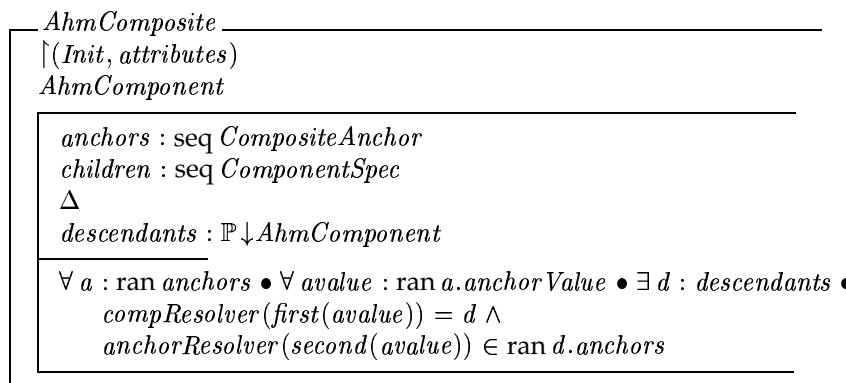 AhmComposite
↾(Init, attributes)
AhmComponent
anchors : seq CompositeAnchor
children : seq ComponentSpec
Δ
descendants : ℙ↓AhmComponent
∀ a : ran anchors • ∀ avalue : ran a.anchorValue • ∃ d : descendants •
compResolver(first(avalue)) = d ∧
anchorResolver(second(avalue)) ∈ ran d.anchors